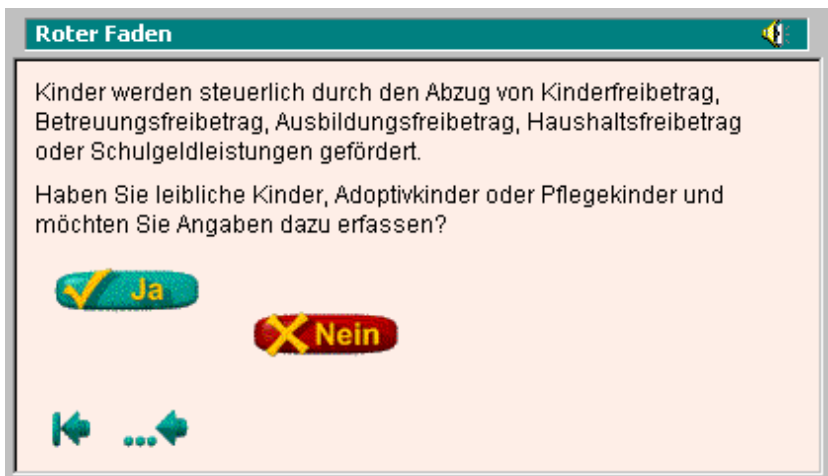 Roter Faden
Kinder werden steuerlich durch den Abzug von Kinderfreibetrag,
Betreuungsfreibetrag, Ausbildungsfreibetrag, Haushaltsfreibetrag
oder Schulgeldleistungen gefördert.
Haben Sie leibliche Kinder, Adoptivkinder oder Pflegekinder und
möchten Sie Angaben dazu erfassen?
Ja
Nein